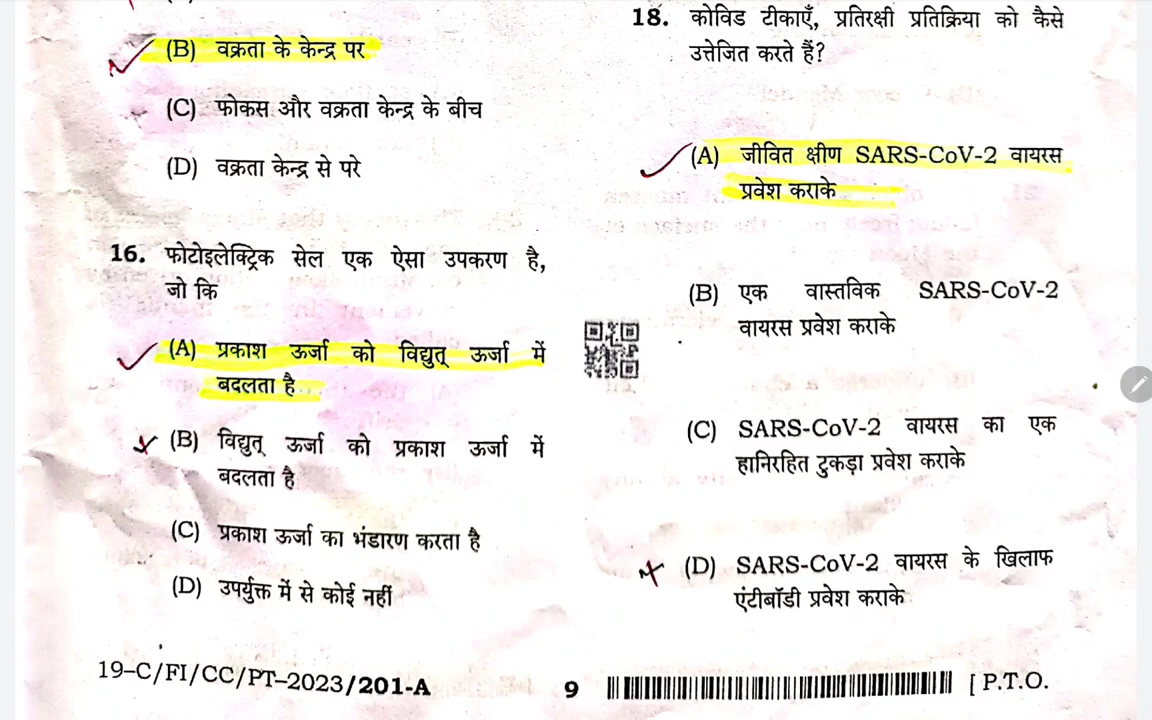 (B) वक्रता के केन्द्र पर
(C) फोकस और वक्रता केन्द्र के बीच
(D) वक्रता केन्द्र से परे
16. फोटोइलेक्ट्रिक सेल एक ऐसा उपकरण है,
जो कि
(A) प्रकाश ऊर्जा को विद्युत् ऊर्जा में
बदलता है
(B) विद्युत् ऊर्जा को प्रकाश ऊर्जा में
बदलता है
(C) प्रकाश ऊर्जा का भंडारण करता है
(D) उपर्युक्त में से कोई नहीं
18. कोविड टीकाएँ, प्रतिरक्षी प्रतिक्रिया को कैसे
उत्तेजित करते हैं?
(A) जीवित क्षीण SARS-CoV-2 वायरस
प्रवेश कराके
(B) एक वास्तविक SARS-CoV-2
वायरस प्रवेश कराके
(C) SARS-CoV-2 वायरस का एक
हानिरहित टुकड़ा प्रवेश कराके
(D) SARS-CoV-2 वायरस के खिलाफ
एंटीबॉडी प्रवेश कराके
19-C/FI/CC/PT-2023/201-A
9
[ P.T.O.